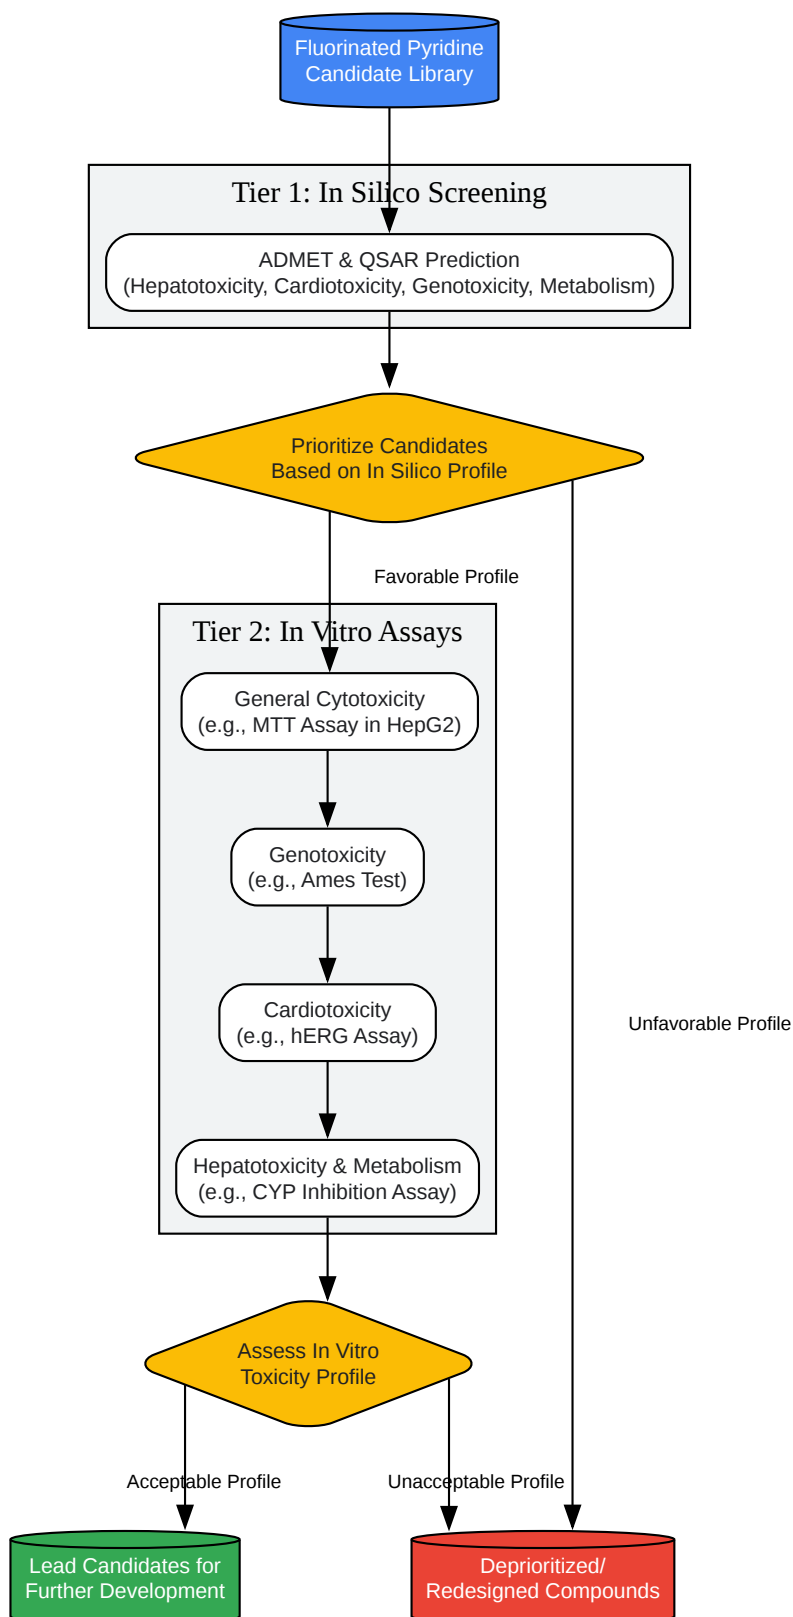 Fluorinated Pyridine
Candidate Library
Tier 1: In Silico Screening
ADMET & QSAR Prediction
(Hepatotoxicity, Cardiotoxicity, Genotoxicity, Metabolism)
Prioritize Candidates
Based on In Silico Profile
Favorable Profile
Tier 2: In Vitro Assays
General Cytotoxicity
(e.g., MTT Assay in HepG2)
Genotoxicity
(e.g., Ames Test)
Cardiotoxicity
(e.g., hERG Assay)
Unfavorable Profile
Hepatotoxicity & Metabolism
(e.g., CYP Inhibition Assay)
Assess In Vitro
Toxicity Profile
Acceptable Profile
Unacceptable Profile
Lead Candidates for
Further Development
Deprioritized/
Redesigned Compounds